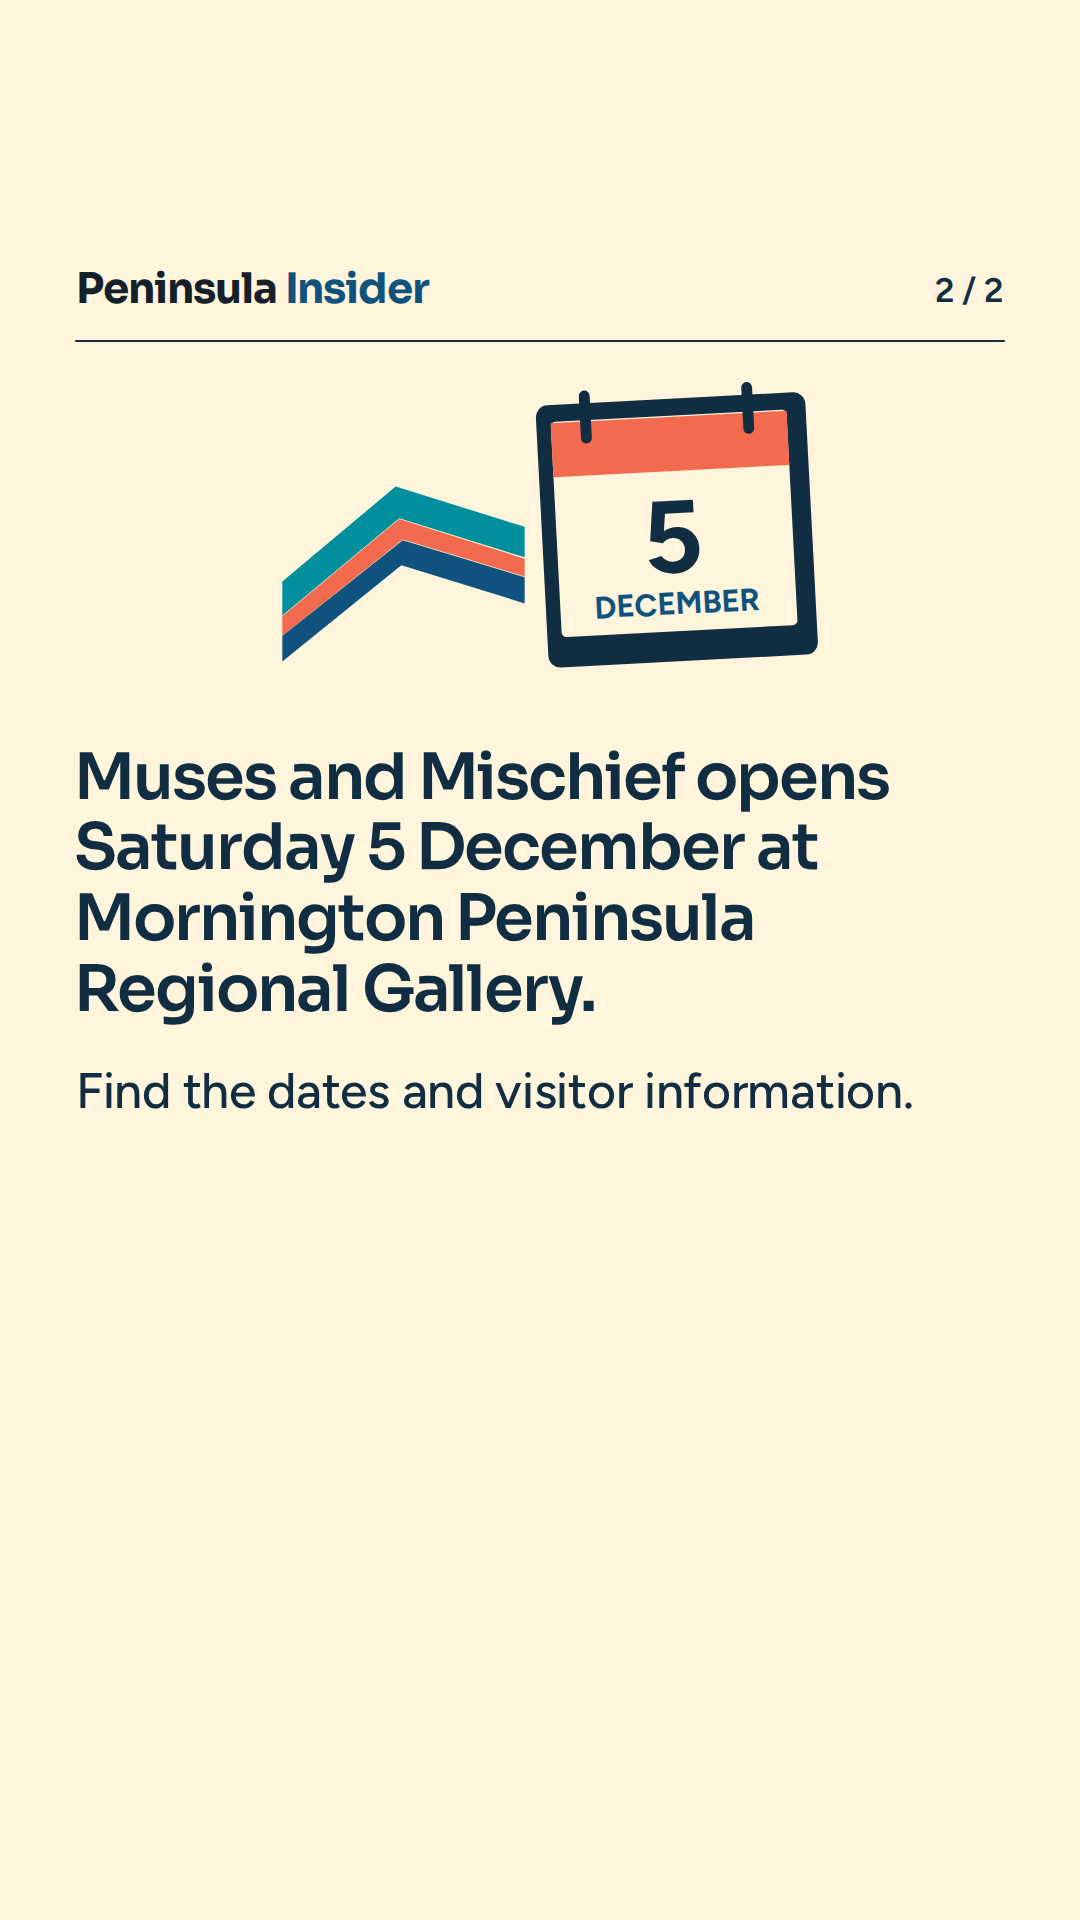 Peninsula Insider
2 / 2
5
DECEMBER
Muses and Mischief opens
Saturday 5 December at
Mornington Peninsula
Regional Gallery.
Find the dates and visitor information.